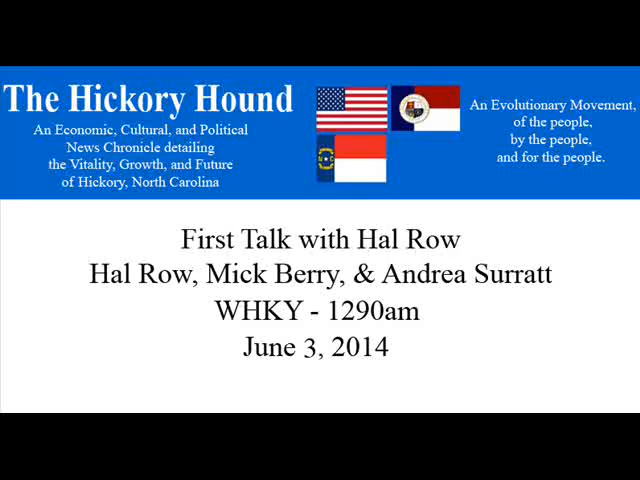 The Hickory Hound
An Economic, Cultural, and Political
News Chronicle detailing
the Vitality, Growth, and Future
of Hickory, North Carolina
An Evolutionary Movement,
of the people,
by the people,
and for the people.
First Talk with Hal Row
Hal Row, Mick Berry, & Andrea Surratt
WHKY - 1290am
June 3, 2014